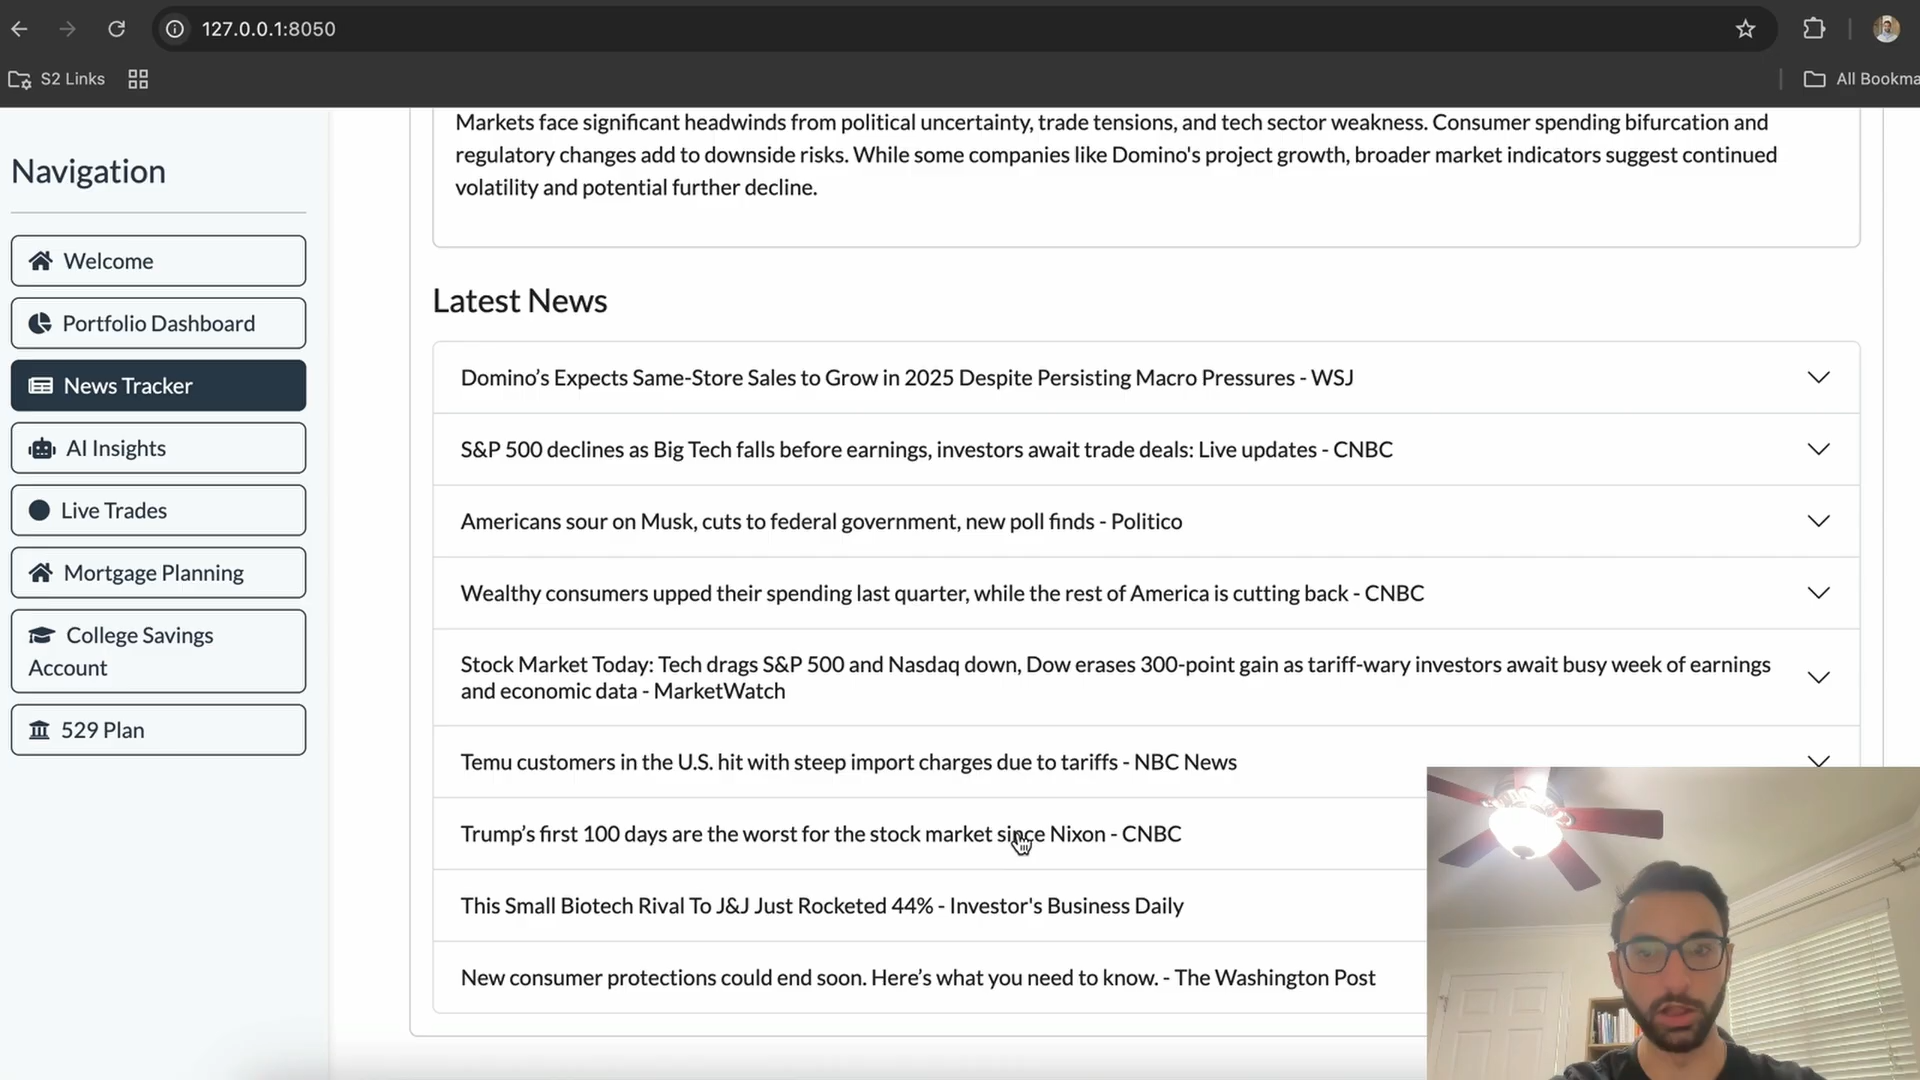 127.0.0.1:8050
S2 Links
All Bookma
Navigation
Welcome
Portfolio Dashboard
News Tracker
AI Insights
Live Trades
Mortgage Planning
College Savings
Account
529 Plan
Markets face significant headwinds from political uncertainty, trade tensions, and tech sector weakness. Consumer spending bifurcation and
regulatory changes add to downside risks. While some companies like Domino's project growth, broader market indicators suggest continued
volatility and potential further decline.
Latest News
Domino’s Expects Same-Store Sales to Grow in 2025 Despite Persisting Macro Pressures - WSJ
S&P 500 declines as Big Tech falls before earnings, investors await trade deals: Live updates - CNBC
Americans sour on Musk, cuts to federal government, new poll finds - Politico
Wealthy consumers upped their spending last quarter, while the rest of America is cutting back - CNBC
Stock Market Today: Tech drags S&P 500 and Nasdaq down, Dow erases 300-point gain as tariff-wary investors await busy week of earnings
and economic data - MarketWatch
Temu customers in the U.S. hit with steep import charges due to tariffs - NBC News
Trump’s first 100 days are the worst for the stock market since Nixon - CNBC
This Small Biotech Rival To J&J Just Rocketed 44% - Investor's Business Daily
New consumer protections could end soon. Here’s what you need to know. - The Washington Post